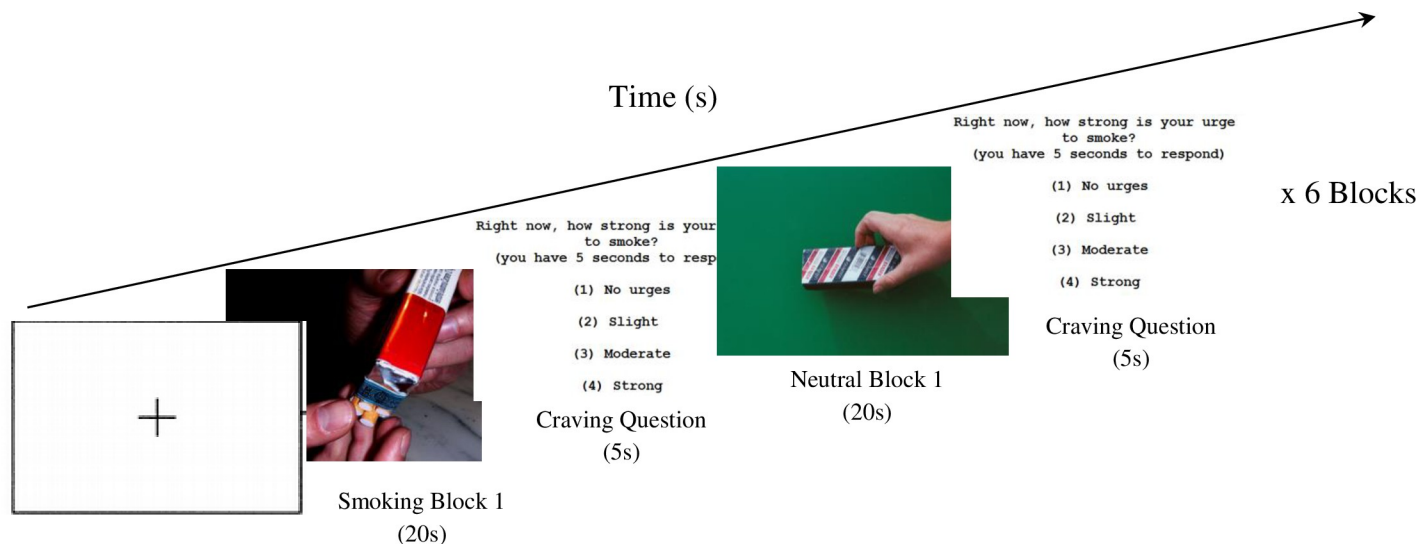 Time (s)
Right now, how strong is your
to smoke?
(you have 5 seconds to resp
(1) No urges
(2) Slight
(3) Moderate
(4) Strong
Craving Question
(5s)
Right now, how strong is your urge
to smoke?
(you have 5 seconds to respond)
(1) No urges
(2) Slight
(3) Moderate
(4) Strong
Craving Question
(5s)
x 6 Blocks
Neutral Block 1
(20s)
Smoking Block 1
(20s)